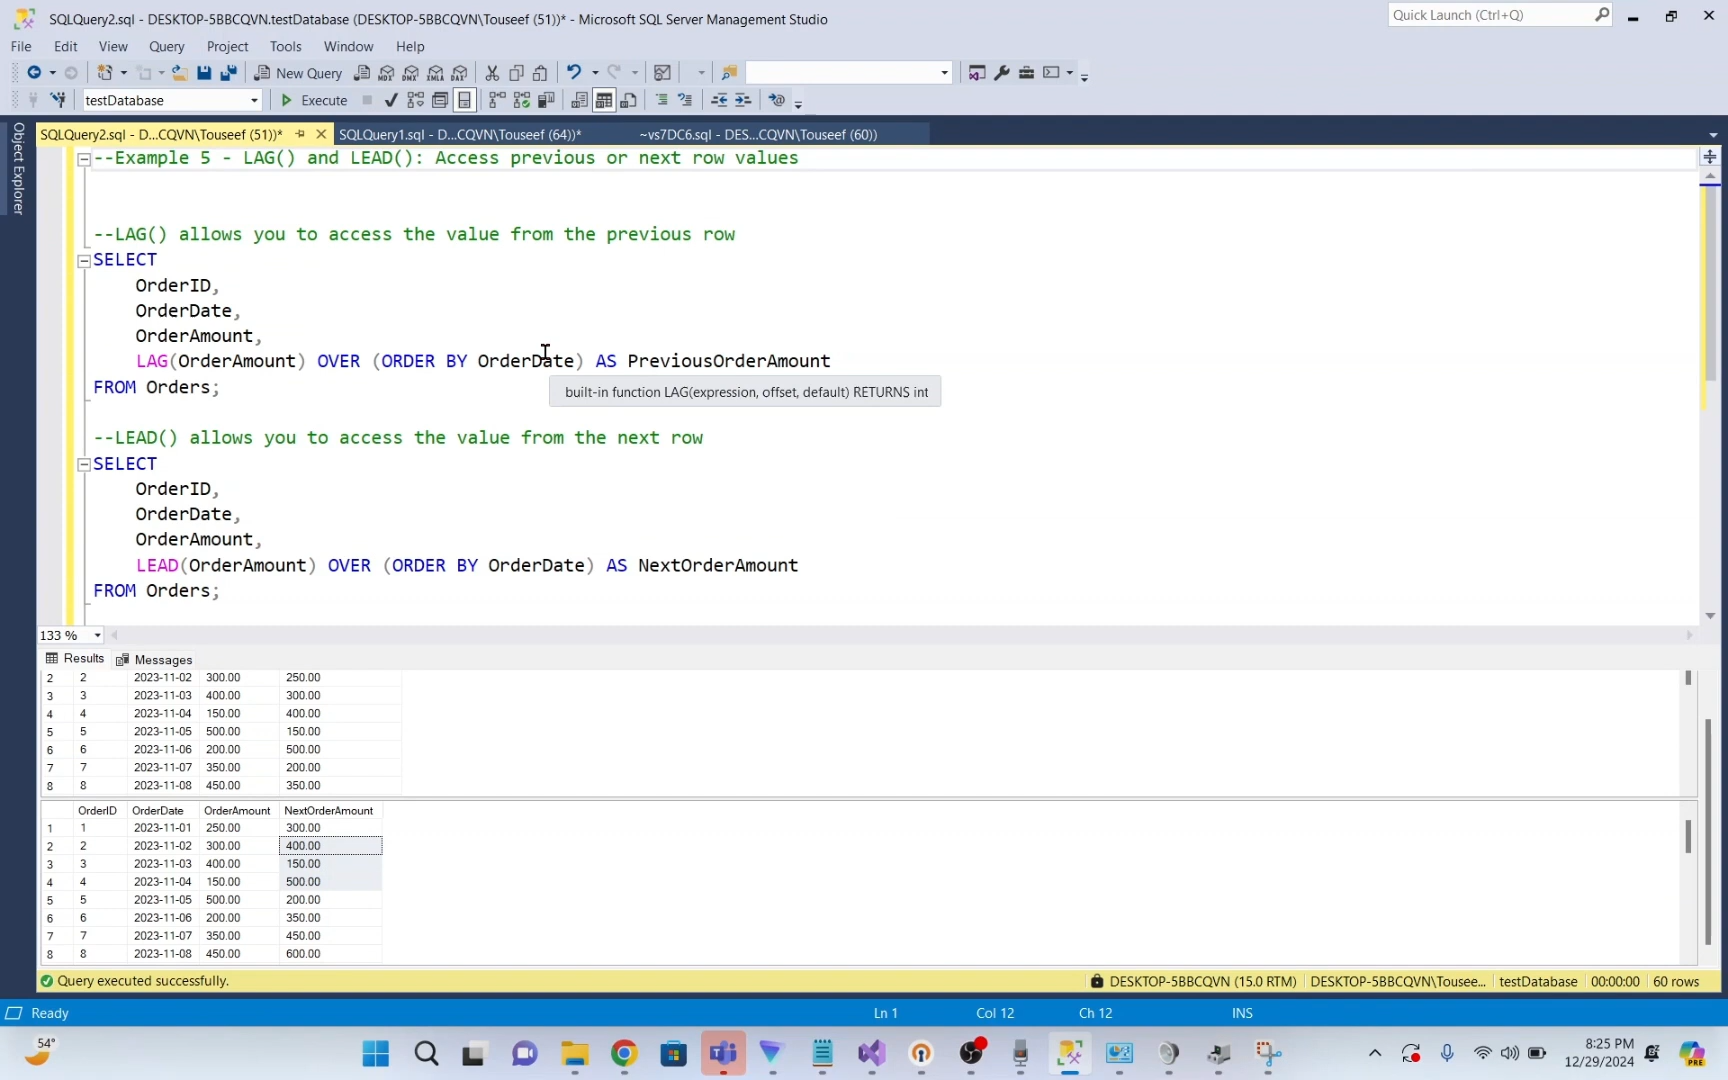 SQLQuery2.sql - DESKTOP-5BBCQVN.testDatabase (DESKTOP-5BBCQVN\Touseef (51))* - Microsoft SQL Server Management Studio
Quick Launch (Ctrl+Q)
File Edit View Query Project Tools Window Help
New Query
MDX DMX XMLA DAX
testDatabase
Execute
SQLQuery2.sql - D...CQVN\Touseef (51))*
SQLQuery1.sql - D...CQVN\Touseef (64))*
~vs7DC6.sql - DES...CQVN\Touseef (60))
Object Explorer
--Example 5 - LAG() and LEAD(): Access previous or next row values
--LAG() allows you to access the value from the previous row
SELECT
OrderID,
OrderDate,
OrderAmount,
LAG(OrderAmount) OVER (ORDER BY OrderDate) AS PreviousOrderAmount
FROM Orders;
built-in function LAG(expression, offset, default) RETURNS int
--LEAD() allows you to access the value from the next row
SELECT
OrderID,
OrderDate,
OrderAmount,
LEAD(OrderAmount) OVER (ORDER BY OrderDate) AS NextOrderAmount
FROM Orders;
133 %
Results Messages
2 2 2023-11-02 300.00 250.00
3 3 2023-11-03 400.00 300.00
4 4 2023-11-04 150.00 400.00
5 5 2023-11-05 500.00 150.00
6 6 2023-11-06 200.00 500.00
7 7 2023-11-07 350.00 200.00
8 8 2023-11-08 450.00 350.00
OrderID OrderDate OrderAmount NextOrderAmount
1 1 2023-11-01 250.00 300.00
2 2 2023-11-02 300.00 400.00
3 3 2023-11-03 400.00 150.00
4 4 2023-11-04 150.00 500.00
5 5 2023-11-05 500.00 200.00
6 6 2023-11-06 200.00 350.00
7 7 2023-11-07 350.00 450.00
8 8 2023-11-08 450.00 600.00
Query executed successfully.
DESKTOP-5BBCQVN (15.0 RTM)
DESKTOP-5BBCQVN\Tousee...
testDatabase
00:00:00
60 rows
Ready
Ln 1
Col 12
Ch 12
INS
54°
8:25 PM
12/29/2024
PRE